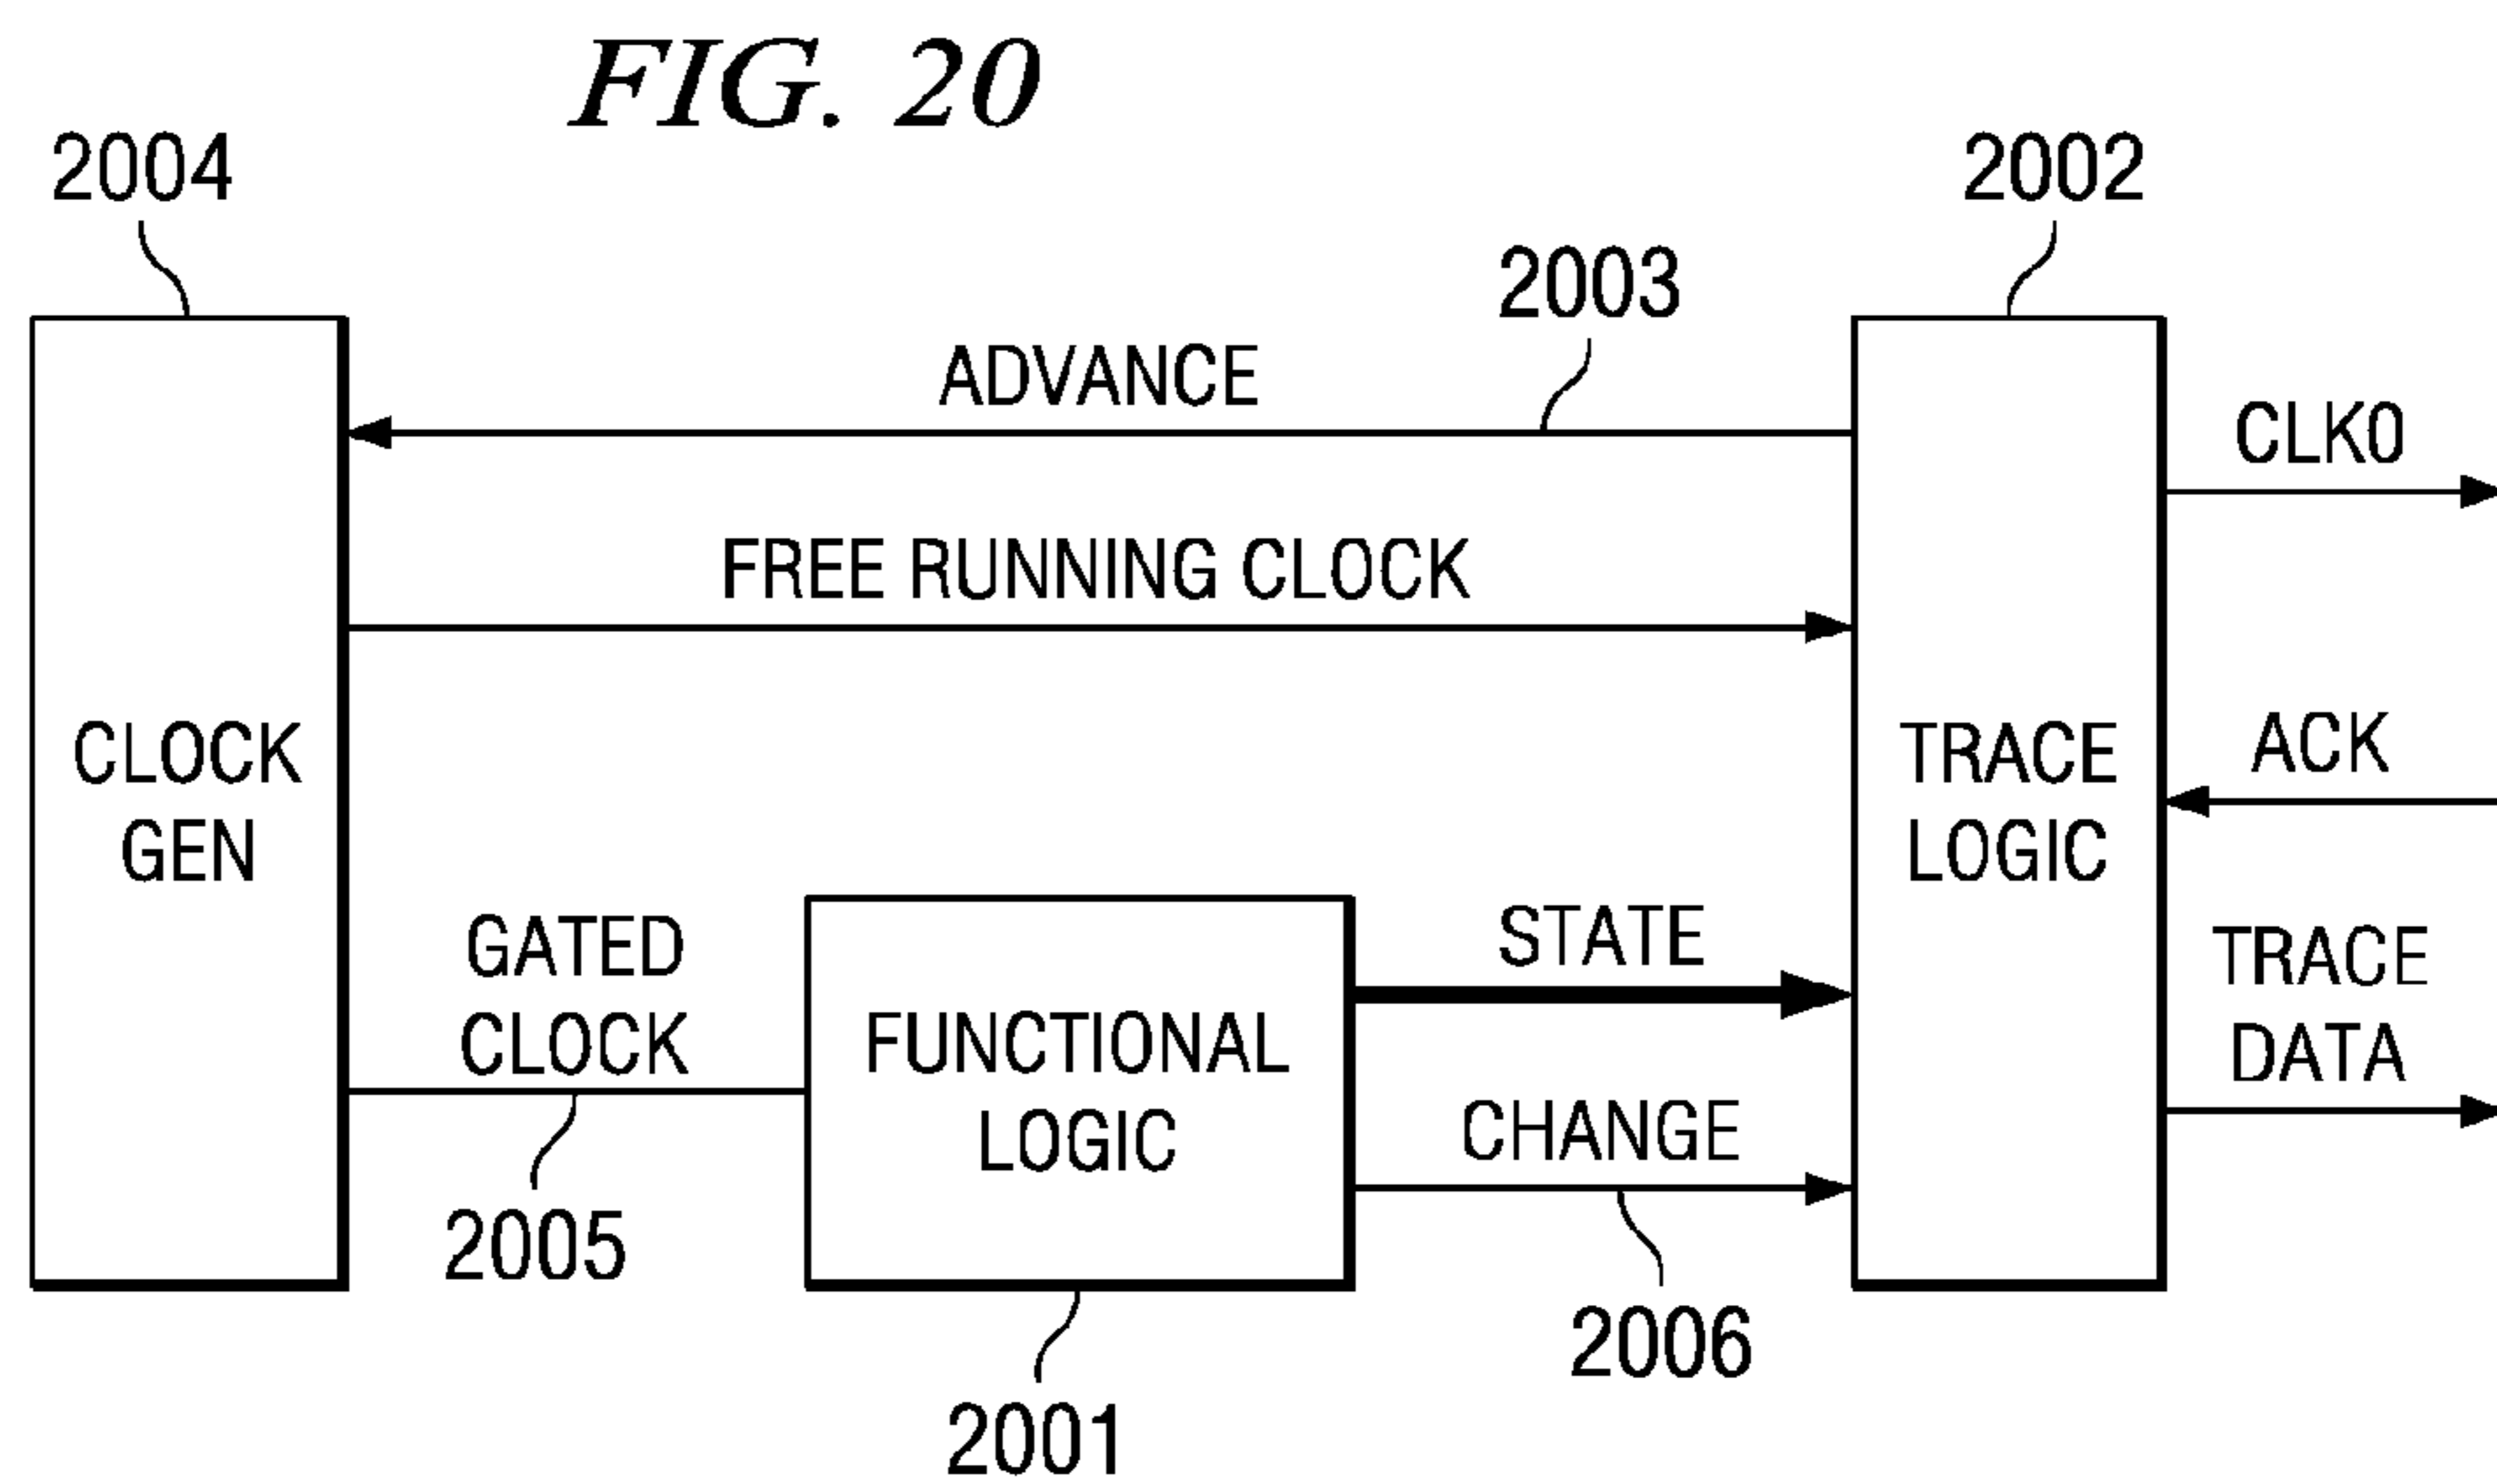 FIG. 20
2004
2002
2003
ADVANCE
CLK0
FREE RUNNING CLOCK
CLOCK
GEN
TRACE
LOGIC
ACK
GATED
CLOCK
STATE
TRACE
DATA
FUNCTIONAL
LOGIC
CHANGE
2005
2006
2001